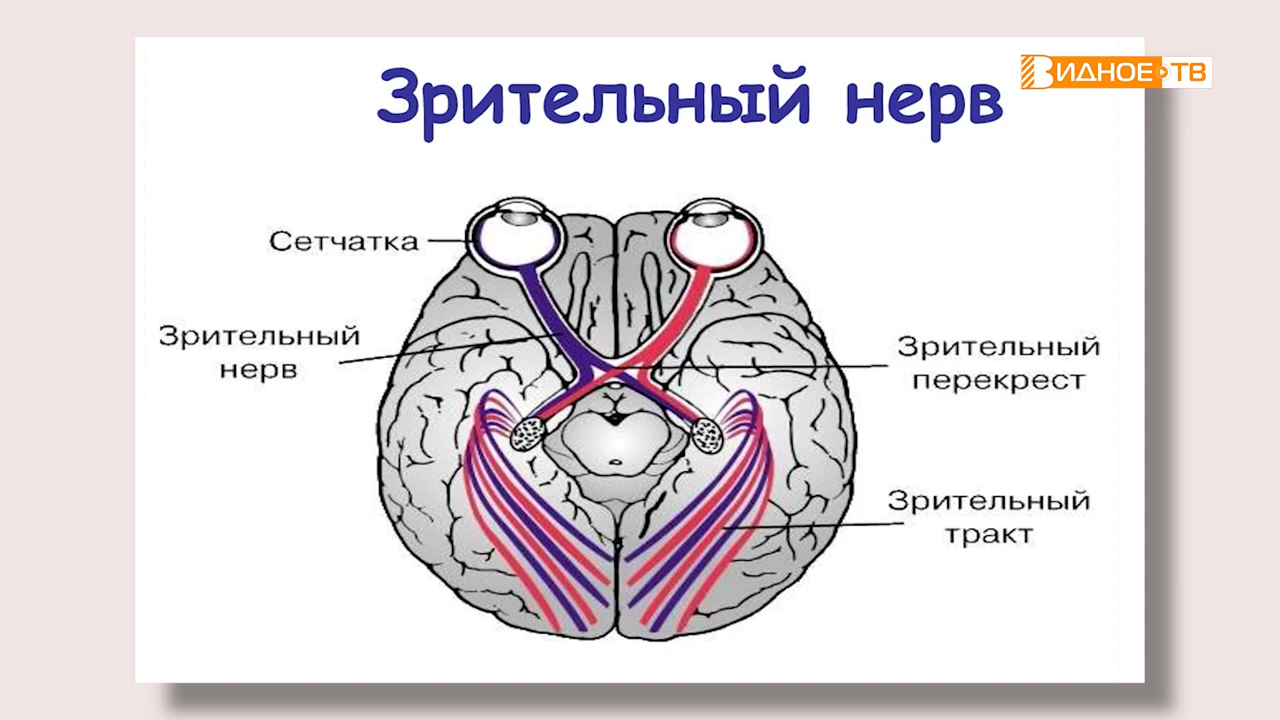 Зрительный нерв
ВИДНОЕ ТВ
Сетчатка
Зрительный
нерв
Зрительный
перекрест
Зрительный
тракт